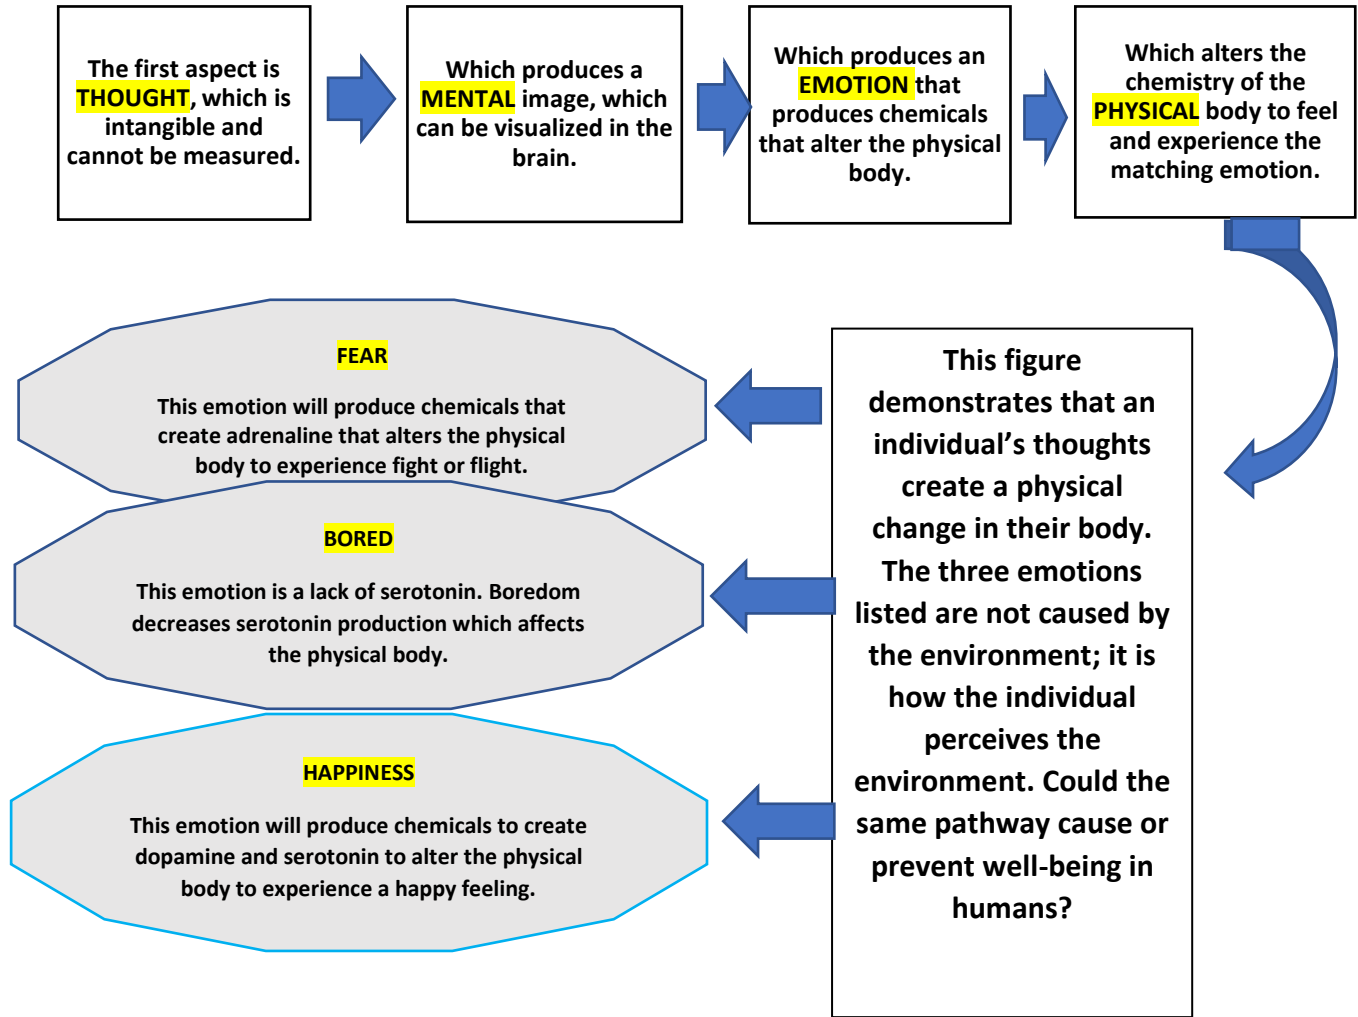 The first aspect is
THOUGHT, which is
intangible and
cannot be measured.
Which produces a
MENTAL image, which
can be visualized in the
brain.
Which produces an
EMOTION that
produces chemicals
that alter the physical
body.
Which alters the
chemistry of the
PHYSICAL body to feel
and experience the
matching emotion.
This figure
demonstrates that an
individual’s thoughts
create a physical
change in their body.
The three emotions
listed are not caused by
the environment; it is
how the individual
perceives the
environment. Could the
same pathway cause or
prevent well-being in
humans?
FEAR
This emotion will produce chemicals that
create adrenaline that alters the physical
body to experience fight or flight.
BORED
This emotion is a lack of serotonin. Boredom
decreases serotonin production which affects
the physical body.
HAPPINESS
This emotion will produce chemicals to create
dopamine and serotonin to alter the physical
body to experience a happy feeling.